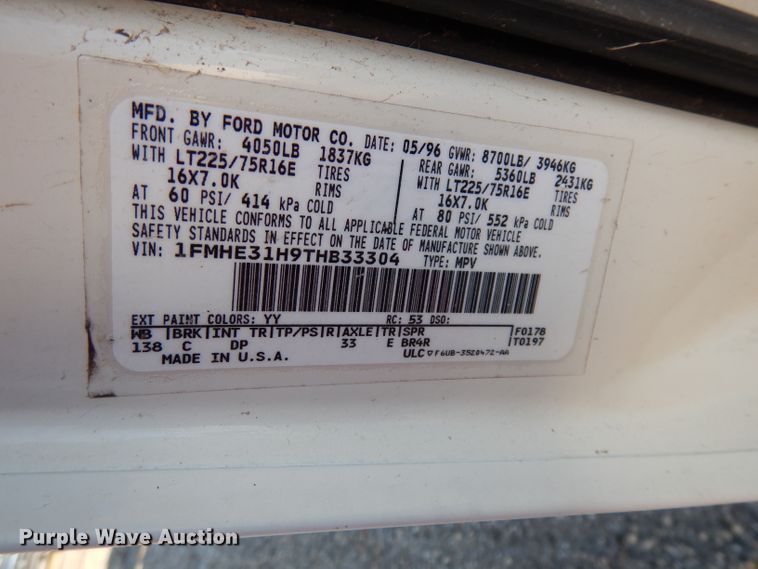 MFD. BY FORD MOTOR CO. DATE: 05/96 GVWR: 8700LB/ 3946KG
FRONT GAWR: 4050LB 1837KG REAR GAWR: 5360LB 2431KG
WITH LT225/75R16E TIRES WITH LT225/75R16E TIRES
16X7.0K RIMS 16X7.0K RIMS
AT 60 PSI/ 414 kPa COLD AT 80 PSI/ 552 kPa COLD
THIS VEHICLE CONFORMS TO ALL APPLICABLE FEDERAL MOTOR VEHICLE
SAFETY STANDARDS IN EFFECT ON THE DATE OF MANUFACTURE SHOWN ABOVE.
VIN: 1FMHE31H9THB33304 TYPE: MPV
EXT PAINT COLORS: YY RC: 53 DSO:
WB |BRK|INT TR|TP/PS|R|AXLE|TR|SPR F0178
138 C DP 33 E BR4R T0197
MADE IN U.S.A. ULC F6UB-3520472-AA
Purple Wave Auction